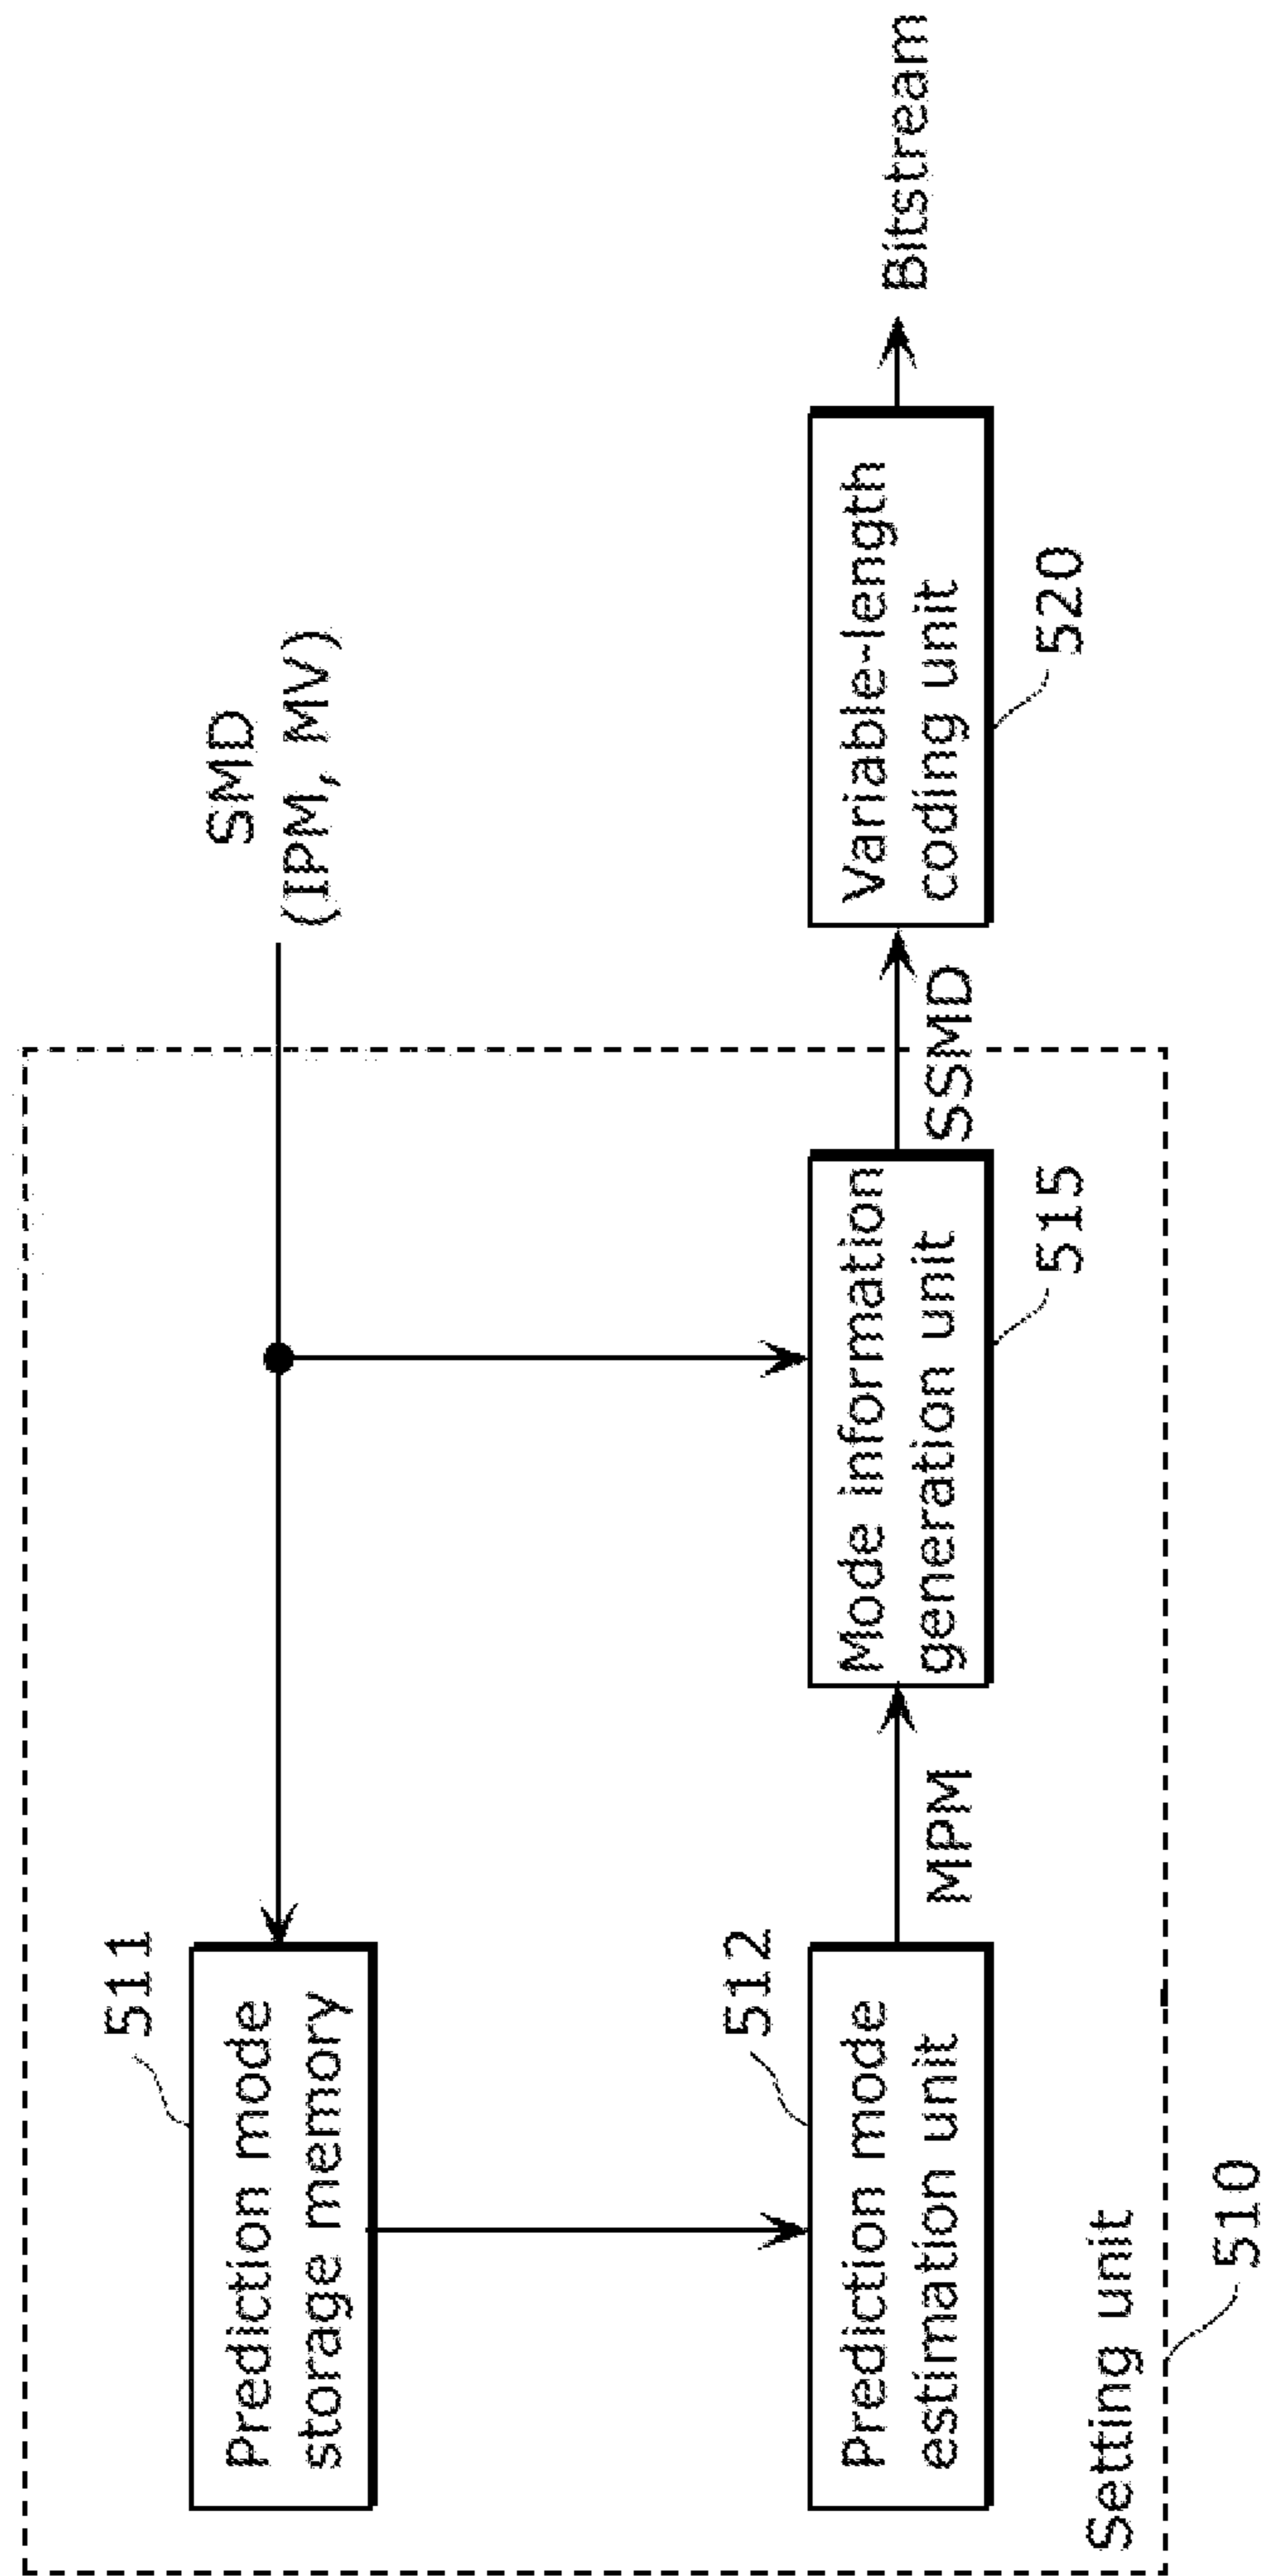 SMD
(IPM, MV)
511
Prediction mode
storage memory
512
Prediction mode
estimation unit
MPM
Mode information
generation unit
515
SSMD
Variable-length
coding unit
520
Bitstream
Setting unit
510